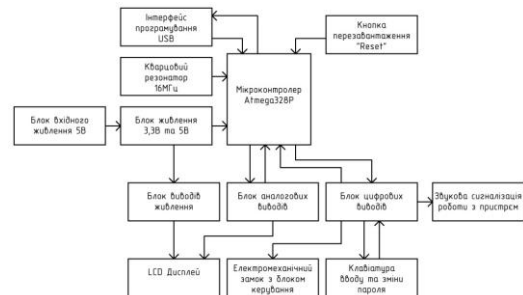 Інтерфейс
програмування
USB
Кнопка
перезавантаження
"Reset"
Кварцовий
резонатор
16МГц
Мікроконтролер
Atmega328P
Блок вхідного
живлення 5В
Блок живлення
3,3В та 5В
Блок виводів
живлення
Блок аналогових
виводів
Блок цифрових
виводів
Звукова сигналізація
роботи з пристрєм
LCD Дисплей
Електромеханічний
замок з блоком
керування
Клавіатура
вводу та зміни
пароля